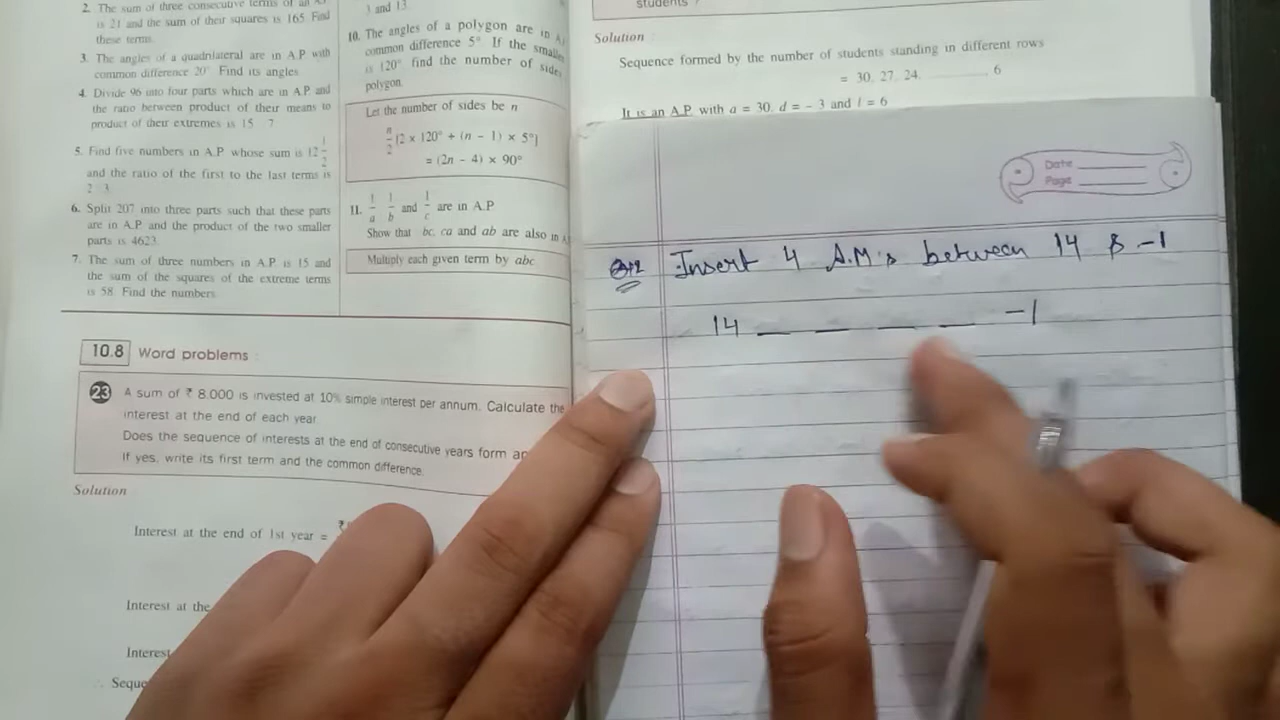 2. The sum of three consecutive terms of an A.P
is 21 and the sum of their squares is 165. Find
these terms.
3. The angles of a quadrilateral are in A.P. with
common difference 20° Find its angles
4. Divide 96 into four parts which are in A.P. and
the ratio between product of their means to
product of their extremes is 15 7
5. Find five numbers in A.P whose sum is 12 1/2
and the ratio of the first to the last terms is
2 3
6. Split 207 into three parts such that these parts
are in A.P and the product of the two smaller
parts is 4623.
7. The sum of three numbers in A.P. is 15 and
the sum of the squares of the extreme terms
is 58. Find the numbers
3 and 13
10. The angles of a polygon are in A
common difference 5° If the smalle
is 120° find the number of sides
polygon.
Let the number of sides be n
n/2 [2 × 120° + (n − 1) × 5°]
= (2n − 4) × 90°
11. 1/a 1/b and 1/c are in A.P
Show that bc, ca and ab are also in A
Multiply each given term by abc
10.8 Word problems
23 A sum of ₹ 8,000 is invested at 10% simple interest per annum. Calculate the
interest at the end of each year
Does the sequence of interests at the end of consecutive years form an
If yes, write its first term and the common difference.
Solution
Interest at the end of 1st year = ₹
Interest at the
Interest
∴ Seque
students ?
Solution
Sequence formed by the number of students standing in different rows
= 30, 27, 24, ............... 6
It is an A.P. with a = 30, d = − 3 and l = 6
Date
Page
Insert 4 A.M's between 14 & -1
14 _ _ _ _ -1